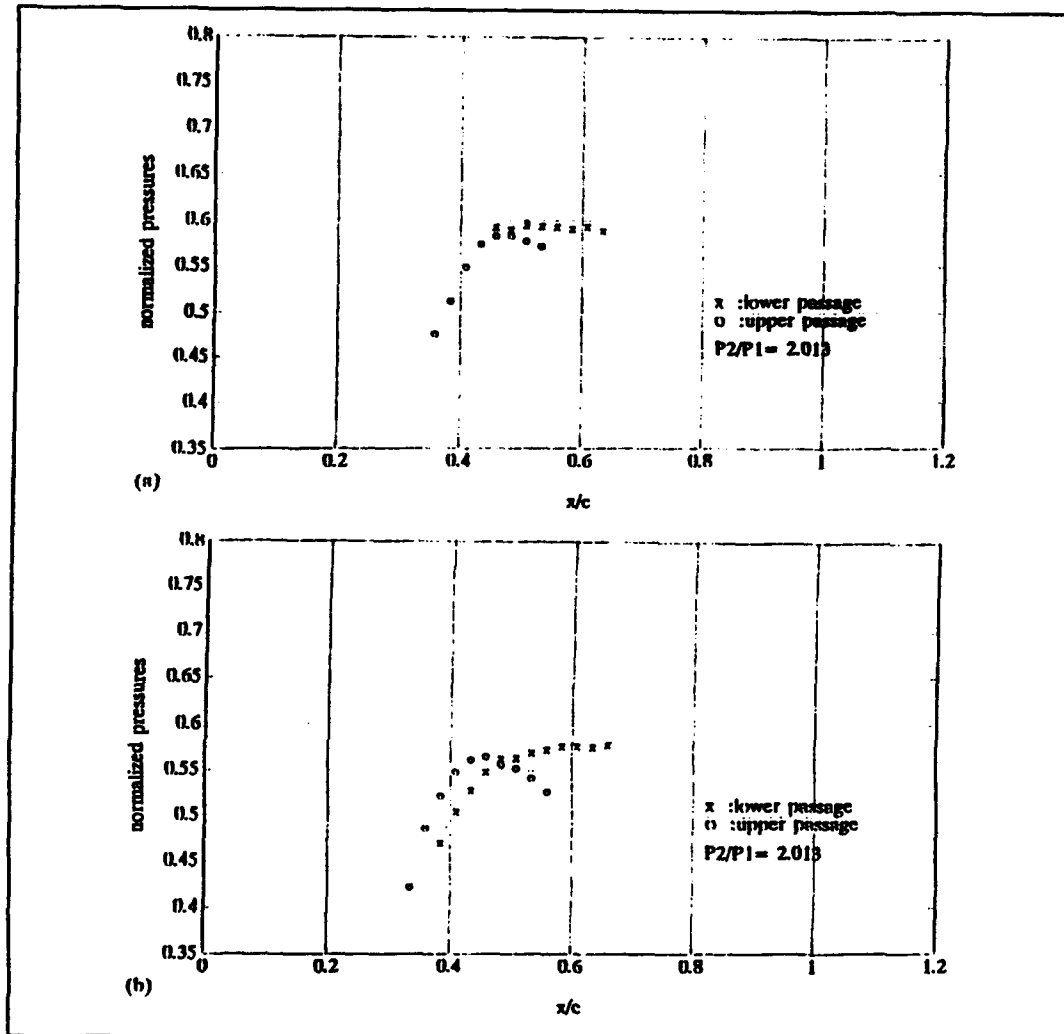 0.8
0.75
0.7
0.65
0.6
0.55
0.5
0.45
0.4
0.35
normalized pressures
0 0.2 0.4 0.6 0.8 1 1.2
x/c
x :lower passage
o :upper passage
P2/P1= 2.013
(a)
0.8
0.75
0.7
0.65
0.6
0.55
0.5
0.45
0.4
0.35
normalized pressures
0 0.2 0.4 0.6 0.8 1 1.2
x/c
x :lower passage
o :upper passage
P2/P1= 2.013
(b)